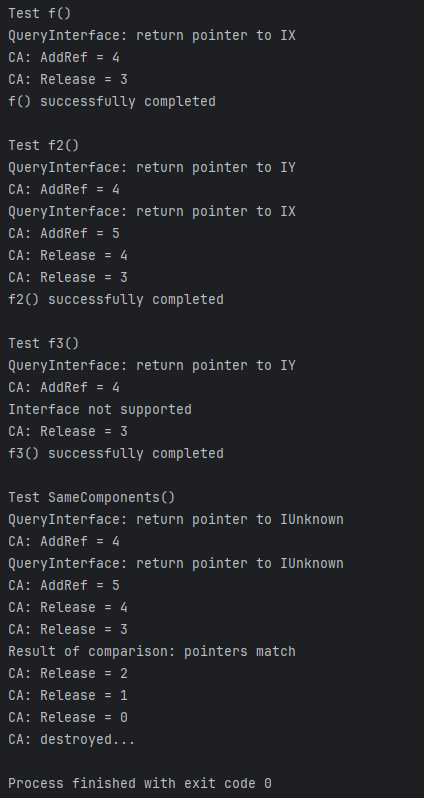 Test f()
QueryInterface: return pointer to IX
CA: AddRef = 4
CA: Release = 3
f() successfully completed

Test f2()
QueryInterface: return pointer to IY
CA: AddRef = 4
QueryInterface: return pointer to IX
CA: AddRef = 5
CA: Release = 4
CA: Release = 3
f2() successfully completed

Test f3()
QueryInterface: return pointer to IY
CA: AddRef = 4
Interface not supported
CA: Release = 3
f3() successfully completed

Test SameComponents()
QueryInterface: return pointer to IUnknown
CA: AddRef = 4
QueryInterface: return pointer to IUnknown
CA: AddRef = 5
CA: Release = 4
CA: Release = 3
Result of comparison: pointers match
CA: Release = 2
CA: Release = 1
CA: Release = 0
CA: destroyed...

Process finished with exit code 0